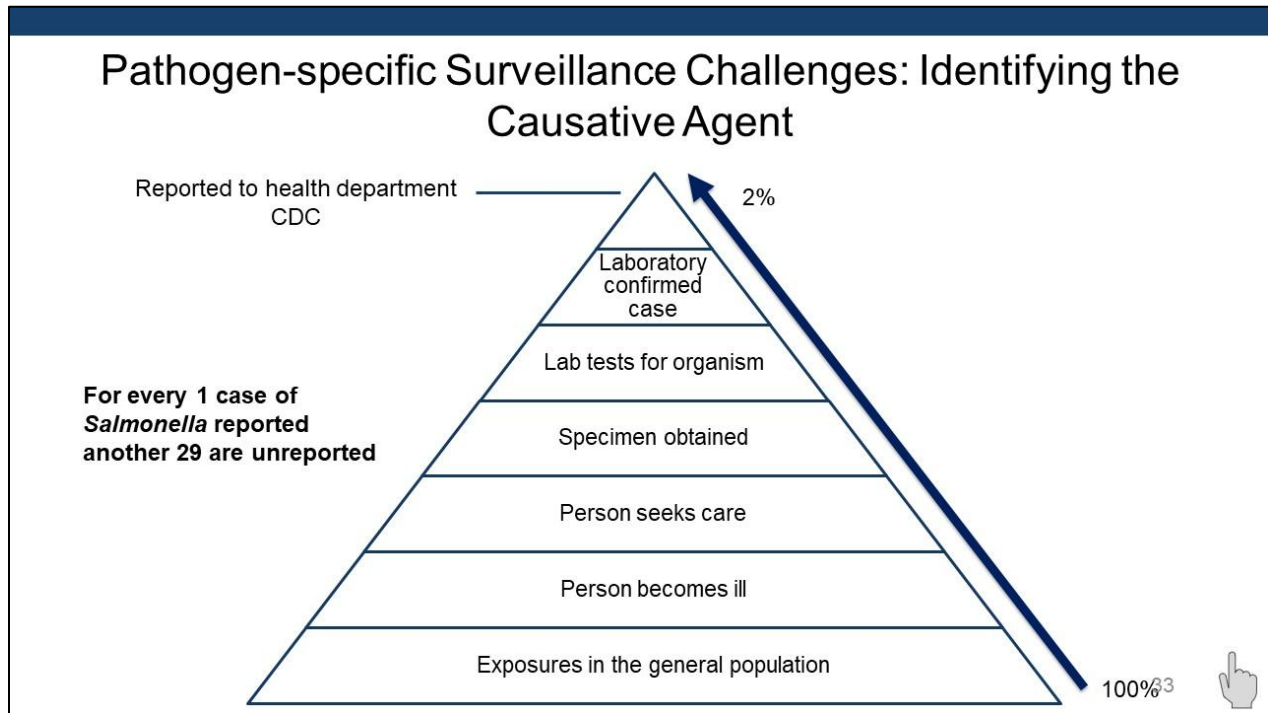 Pathogen-specific Surveillance Challenges: Identifying the
Causative Agent
Reported to health department
CDC
2%
Laboratory
confirmed
case
Lab tests for organism
For every 1 case of
Salmonella reported
another 29 are unreported
Specimen obtained
Person seeks care
Person becomes ill
Exposures in the general population
100%
33